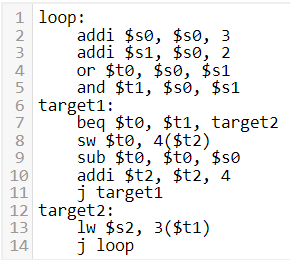 1 loop:
2     addi $s0, $s0, 3
3     addi $s1, $s0, 2
4     or $t0, $s0, $s1
5     and $t1, $s0, $s1
6 target1:
7     beq $t0, $t1, target2
8     sw $t0, 4($t2)
9     sub $t0, $t0, $s0
10     addi $t2, $t2, 4
11     j target1
12 target2:
13     lw $s2, 3($t1)
14     j loop